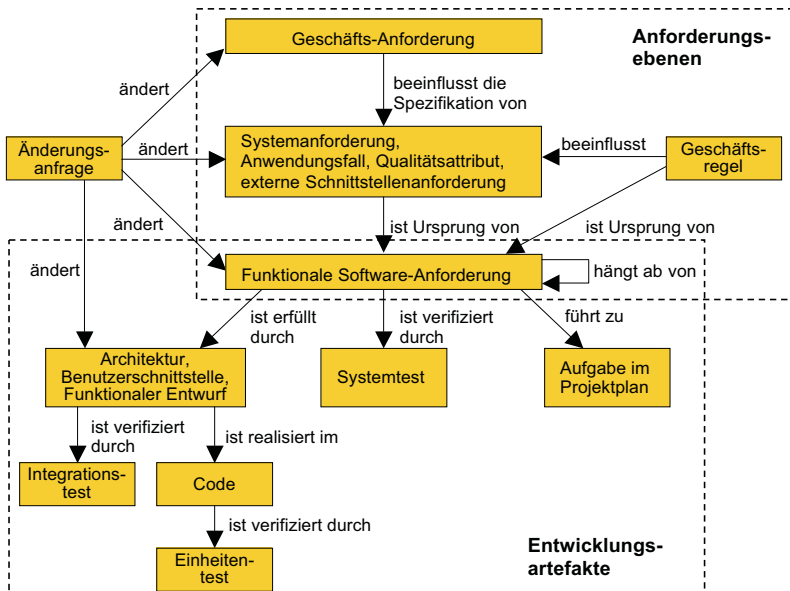 Geschäfts-Anforderung
Anforderungs-
ebenen
ändert
beeinflusst die
Spezifikation von
Änderungs-
anfrage
ändert
Systemanforderung,
Anwendungsfall, Qualitätsattribut,
externe Schnittstellenanforderung
beeinflusst
Geschäfts-
regel
ändert
ist Ursprung von
ist Ursprung von
ändert
Funktionale Software-Anforderung
hängt ab von
ist erfüllt
durch
ist verifiziert
durch
führt zu
Architektur,
Benutzerschnittstelle,
Funktionaler Entwurf
Systemtest
Aufgabe im
Projektplan
ist verifiziert
durch
ist realisiert im
Integrations-
test
Code
ist verifiziert durch
Einheiten-
test
Entwicklungs-
artefakte